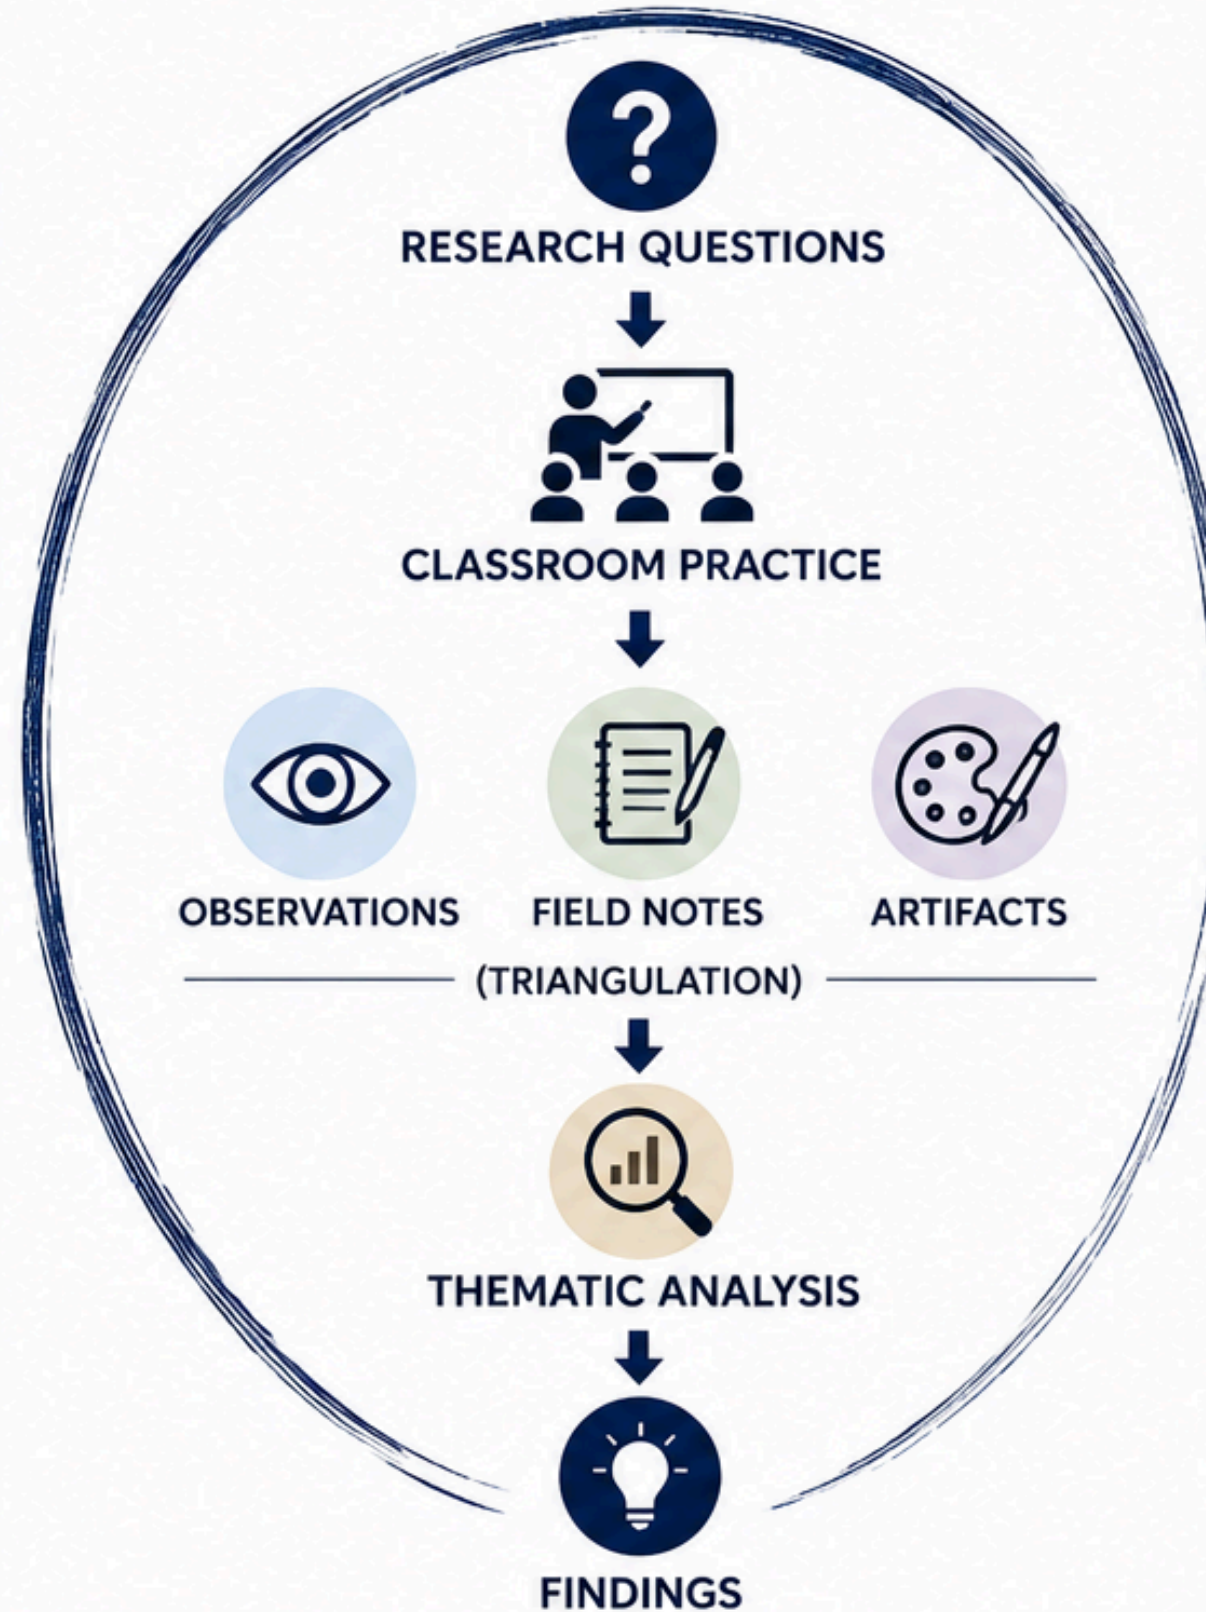 ?
RESEARCH QUESTIONS
CLASSROOM PRACTICE
OBSERVATIONS FIELD NOTES ARTIFACTS
(TRIANGULATION)
THEMATIC ANALYSIS
FINDINGS